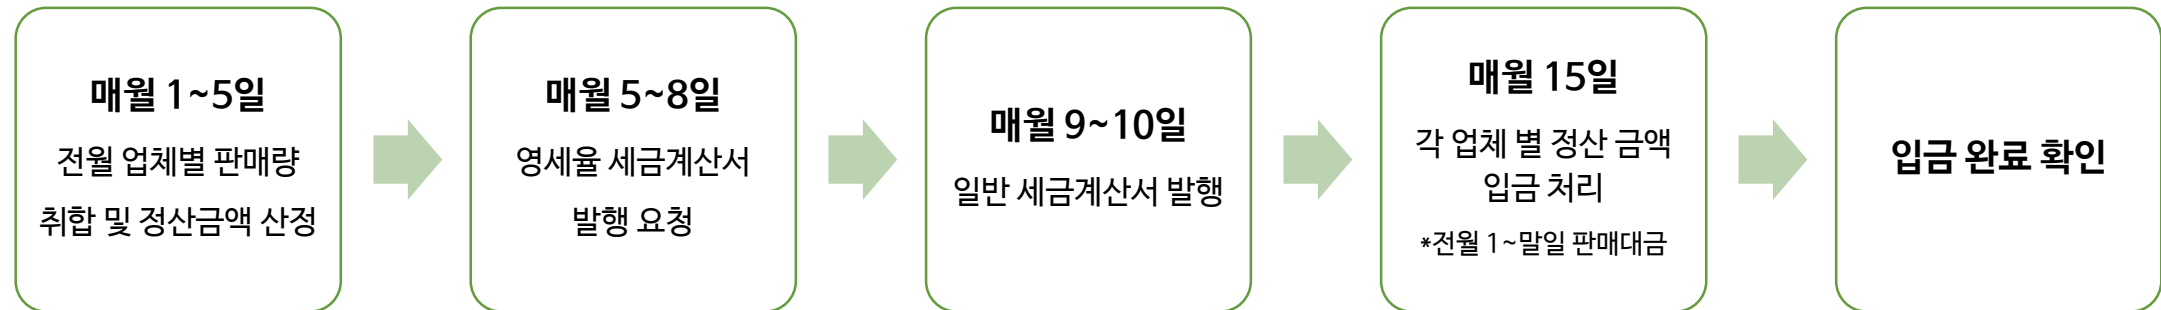 매월 1~5일
전월 업체별 판매량
취합 및 정산금액 산정
매월 5~8일
영세율 세금계산서
발행 요청
매월 9~10일
일반 세금계산서 발행
매월 15일
각 업체 별 정산 금액
입금 처리
*전월 1~말일 판매대금
입금 완료 확인